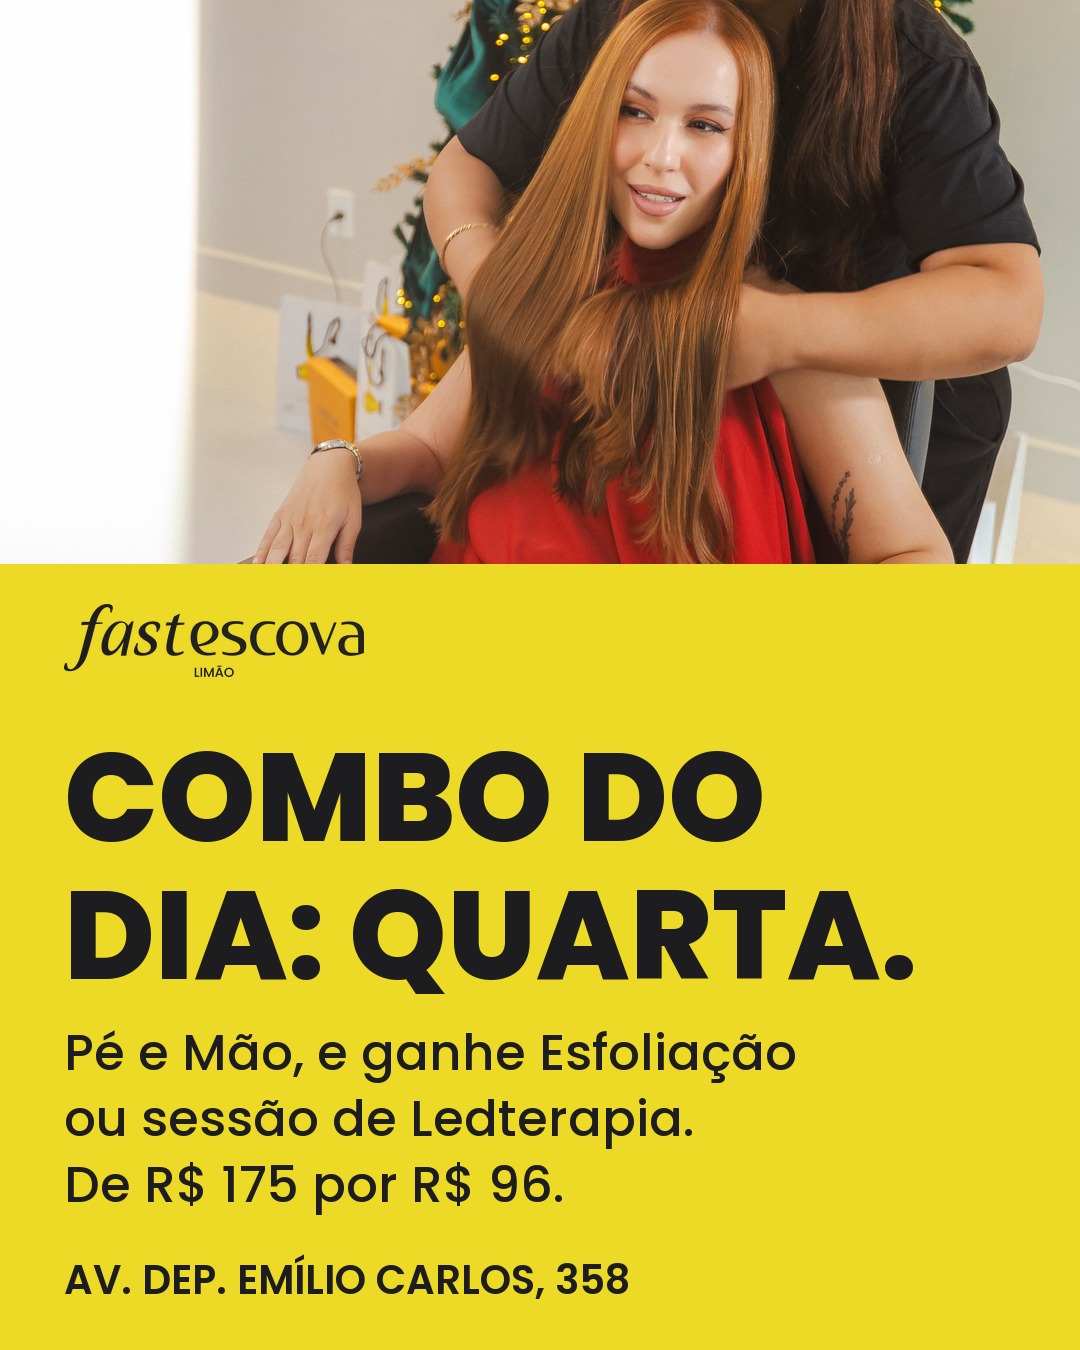 fastescova
LIMÃO
COMBO DO
DIA: QUARTA.
Pé e Mão, e ganhe Esfoliação
ou sessão de Ledterapia.
De R$ 175 por R$ 96.
AV. DEP. EMÍLIO CARLOS, 358